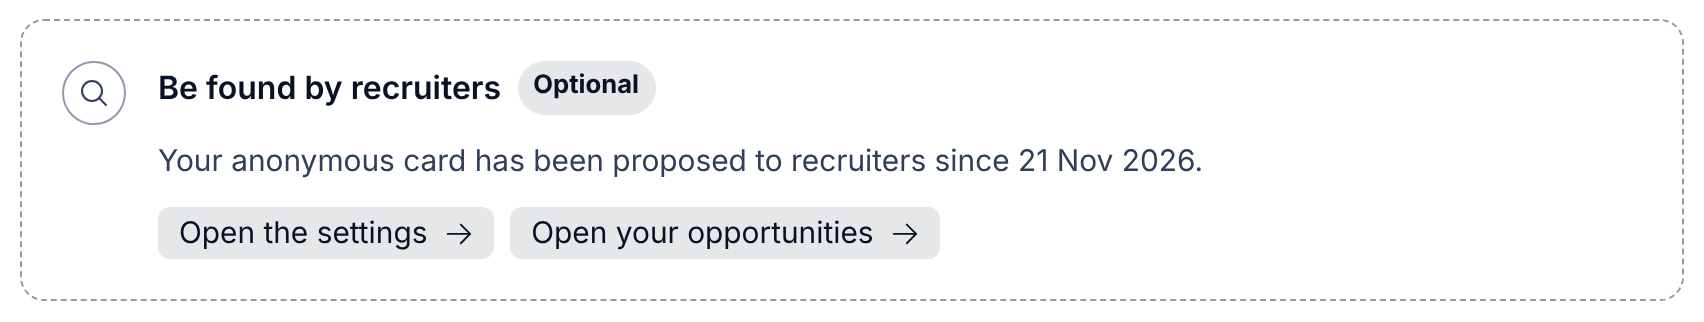 Be found by recruiters Optional
Your anonymous card has been proposed to recruiters since 21 Nov 2026.
Open the settings → Open your opportunities →